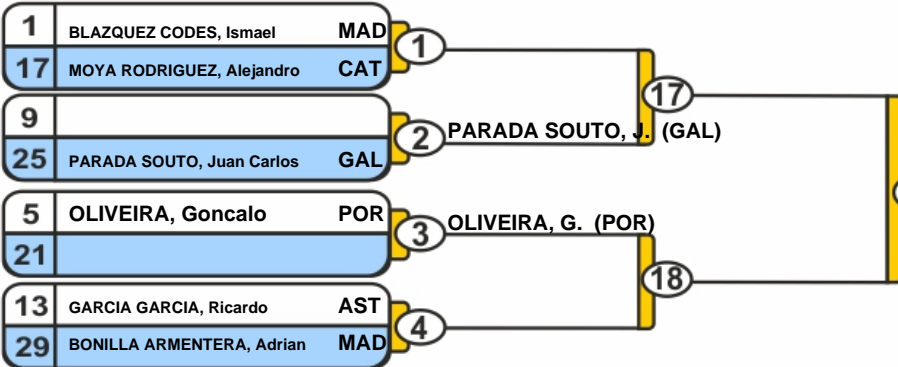 1 BLAZQUEZ CODES, Ismael MAD
17 MOYA RODRIGUEZ, Alejandro CAT
1
9
25 PARADA SOUTO, Juan Carlos GAL
2
PARADA SOUTO, J. (GAL)
17
5 OLIVEIRA, Goncalo POR
21
3
OLIVEIRA, G. (POR)
13 GARCIA GARCIA, Ricardo AST
29 BONILLA ARMENTERA, Adrian MAD
4
18